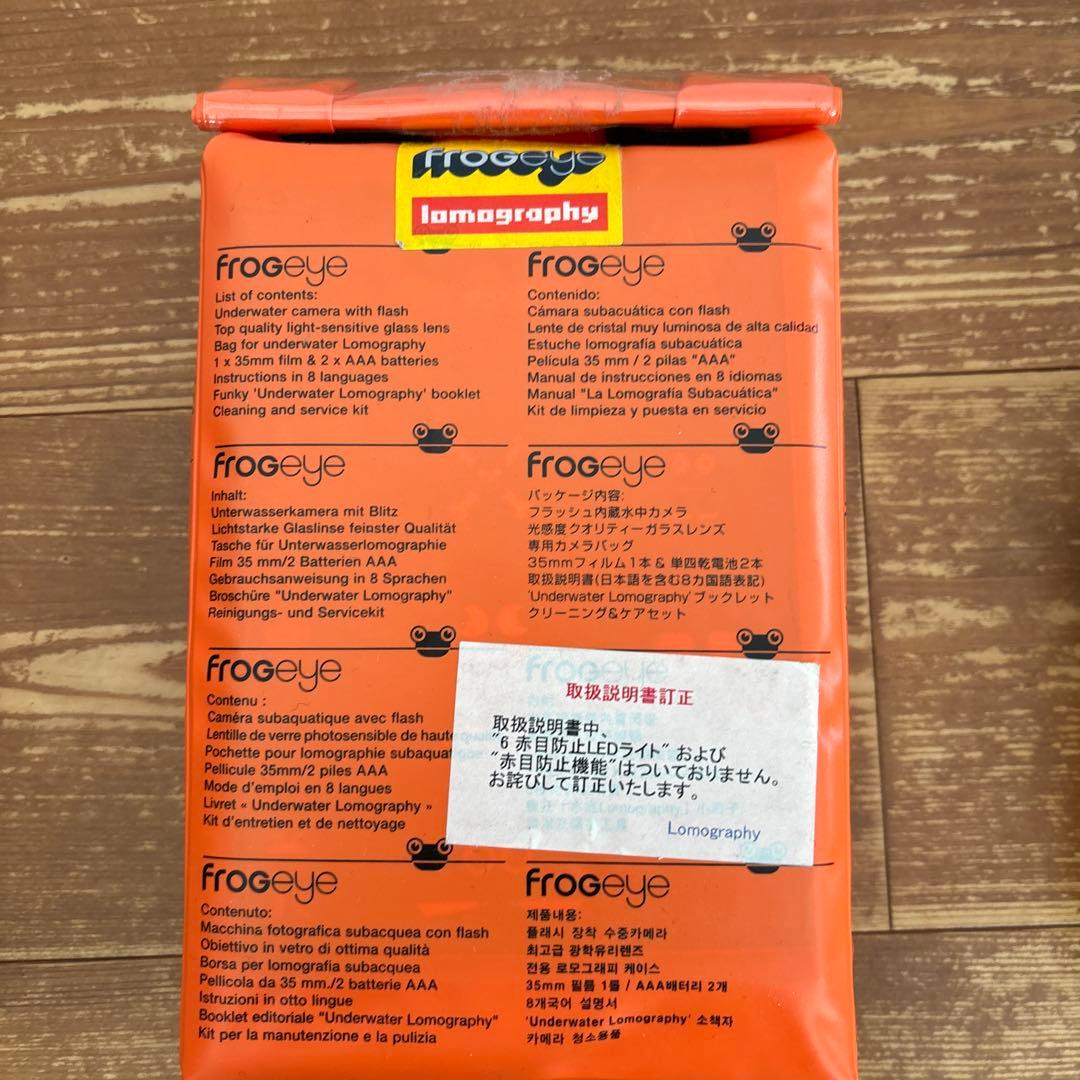 frogeye
lomography
frogeye
List of contents:
Underwater camera with flash
Top quality light-sensitive glass lens
Bag for underwater Lomography
1 x 35mm film & 2 x AAA batteries
Instructions in 8 languages
Funky 'Underwater Lomography' booklet
Cleaning and service kit
frogeye
Contenido:
Cámara subacuática con flash
Lente de cristal muy luminosa de alta calidad
Estuche lomografía subacuática
Película 35 mm / 2 pilas "AAA"
Manual de instrucciones en 8 idiomas
Manual "La Lomografía Subacuática"
Kit de limpieza y puesta en servicio
frogeye
Inhalt:
Unterwasserkamera mit Blitz
Lichtstarke Glaslinse feinster Qualität
Tasche für Unterwasserlomographie
Film 35 mm/2 Batterien AAA
Gebrauchsanweisung in 8 Sprachen
Broschüre "Underwater Lomography"
Reinigungs- und Servicekit
frogeye
パッケージ内容:
フラッシュ内蔵水中カメラ
光感度クオリティーガラスレンズ
専用カメラバッグ
35mmフィルム1本 & 単四乾電池2本
取扱説明書(日本語を含む8カ国語表記)
'Underwater Lomography' ブックレット
クリーニング&ケアセット
frogeye
Contenu :
Caméra subaquatique avec flash
Lentille de verre photosensible de haute
Pochette pour lomographie subaquat
Pellicule 35mm/2 piles AAA
Mode d'emploi en 8 langues
Livret « Underwater Lomography »
Kit d'entretien et de nettoyage
frogeye
取扱説明書訂正
取扱説明書中、
"6 赤目防止LEDライト" および
"赤目防止機能"はついておりません。
お詫びして訂正いたします。
Lomography
frogeye
Contenuto:
Macchina fotografica subacquea con flash
Obiettivo in vetro di ottima qualità
Borsa per lomografia subacquea
Pellicola da 35 mm./2 batterie AAA
Istruzioni in otto lingue
Booklet editoriale "Underwater Lomography"
Kit per la manutenzione e la pulizia
frogeye
제품내용:
플래시 장착 수중카메라
최고급 광학유리렌즈
전용 로모그래피 케이스
35mm 필름 1롤 / AAA배터리 2개
8개국어 설명서
'Underwater Lomography' 소책자
카메라 청소용품